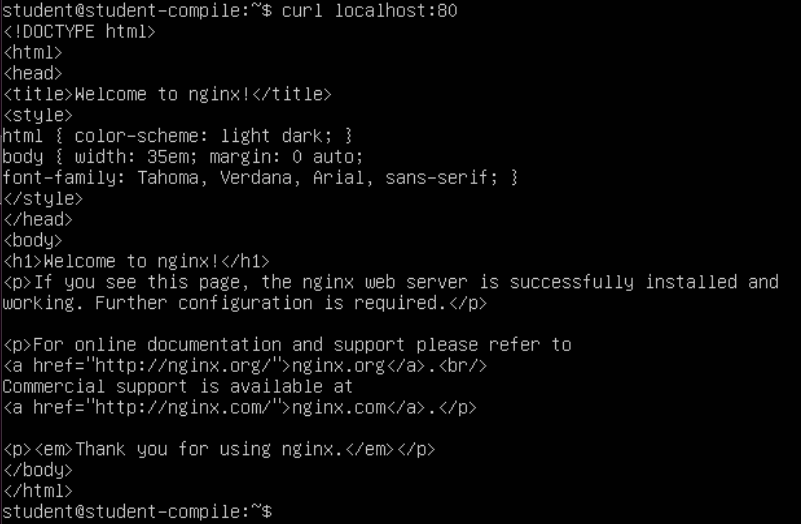 student@student-compile:~$ curl localhost:80
<!DOCTYPE html>
<html>
<head>
<title>Welcome to nginx!</title>
<style>
html { color-scheme: light dark; }
body { width: 35em; margin: 0 auto;
font-family: Tahoma, Verdana, Arial, sans-serif; }
</style>
</head>
<body>
<h1>Welcome to nginx!</h1>
<p>If you see this page, the nginx web server is successfully installed and
working. Further configuration is required.</p>

<p>For online documentation and support please refer to
<a href="http://nginx.org/">nginx.org</a>.<br/>
Commercial support is available at
<a href="http://nginx.com/">nginx.com</a>.</p>

<p><em>Thank you for using nginx.</em></p>
</body>
</html>
student@student-compile:~$